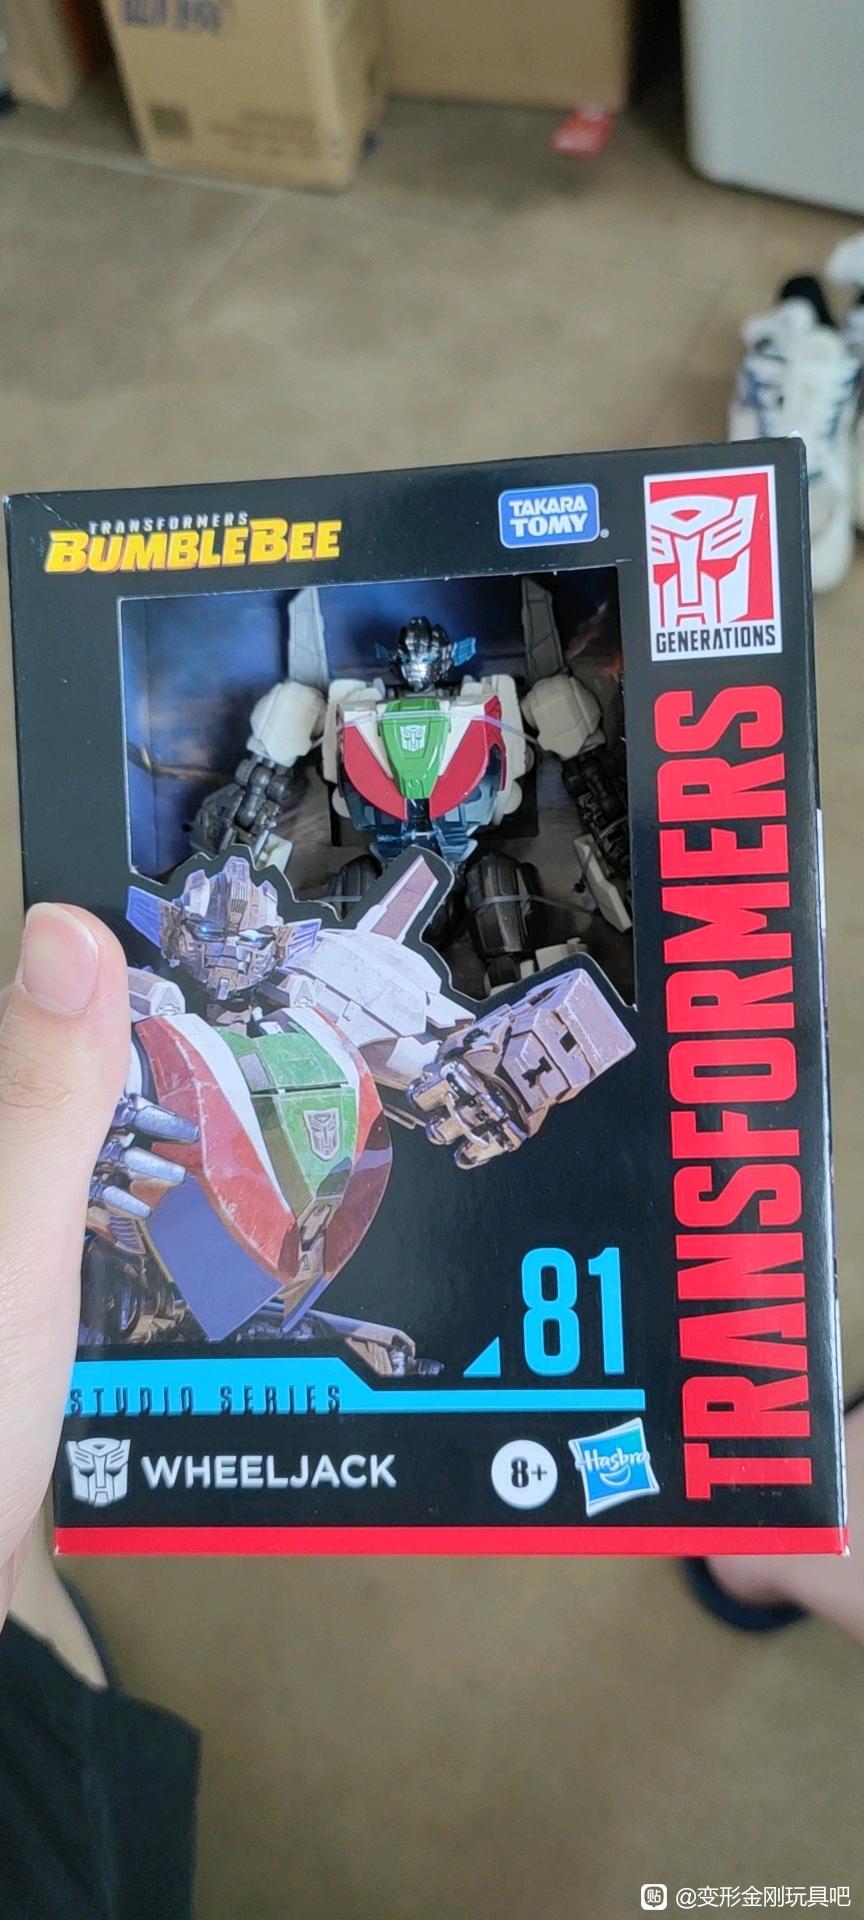 TRANSFORMERS
BUMBLEBEE
TAKARA
TOMY
GENERATIONS
TRANSFORMERS
81
STUDIO SERIES
WHEELJACK
8+
Hasbro
@变形金刚玩具吧